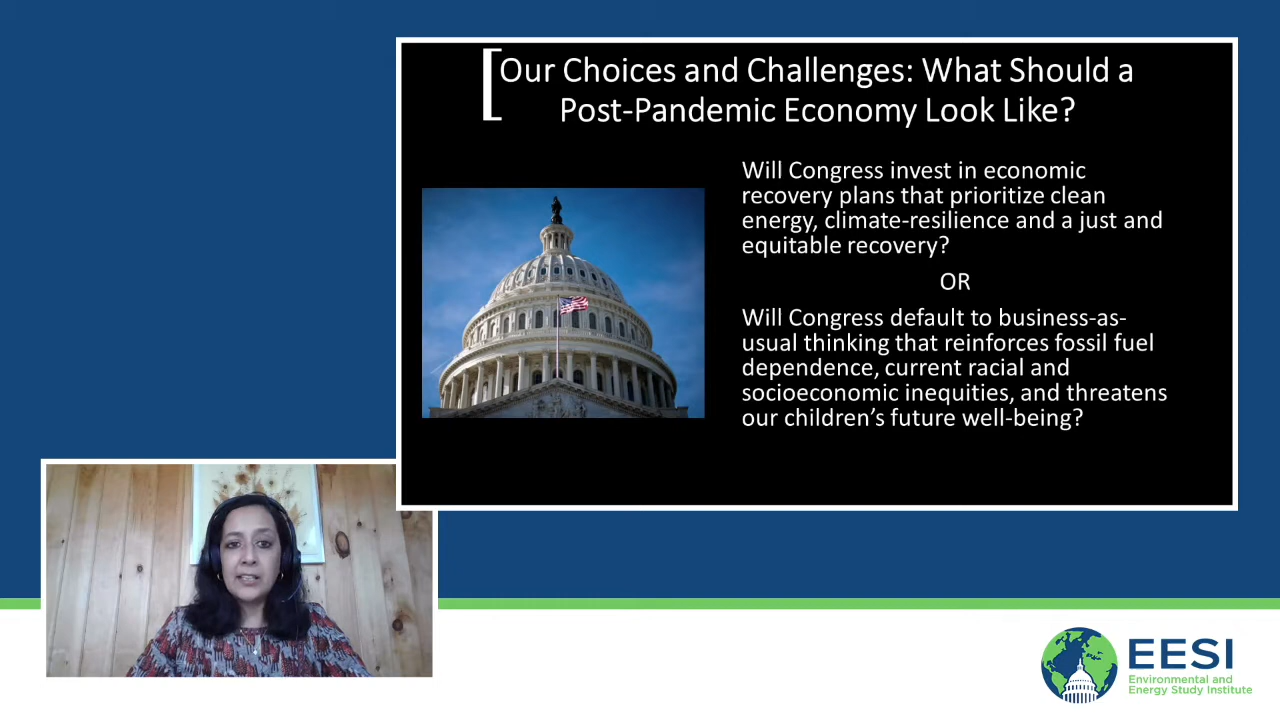 Our Choices and Challenges: What Should a
Post-Pandemic Economy Look Like?
Will Congress invest in economic
recovery plans that prioritize clean
energy, climate-resilience and a just and
equitable recovery?
OR
Will Congress default to business-as-
usual thinking that reinforces fossil fuel
dependence, current racial and
socioeconomic inequities, and threatens
our children’s future well-being?
EESI
Environmental and
Energy Study Institute